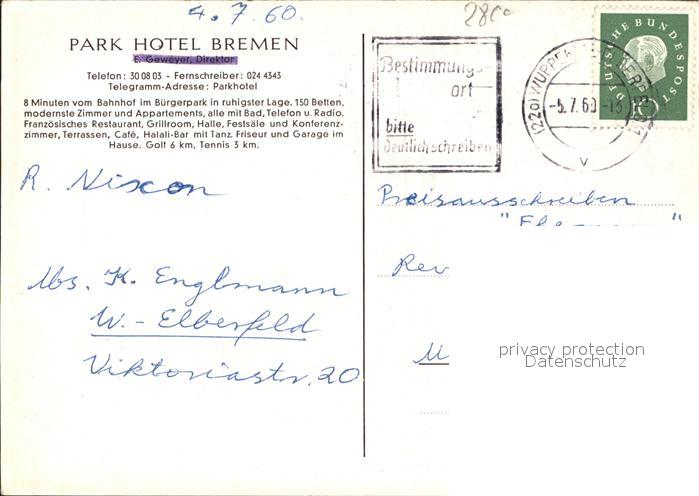 4. 7. 60.
PARK HOTEL BREMEN
E. Geweyer, Direktor
Telefon: 30 08 03 - Fernschreiber: 024 4343
Telegramm-Adresse: Parkhotel
8 Minuten vom Bahnhof im Bürgerpark in ruhigster Lage. 150 Betten,
modernste Zimmer und Appartements, alle mit Bad, Telefon u. Radio.
Französisches Restaurant, Grillroom, Halle, Festsäle und Konferenz-
zimmer, Terrassen, Café, Halali-Bar mit Tanz. Friseur und Garage im
Hause. Golf 6 km, Tennis 3 km.
R. Nixon
Abs. K. Englmann
W.-Elberfeld
Viktoriastr. 20
Bestimmungs-
ort
bitte
deutlich schreiben
(22a) WUPPERTAL
-5.7.60
V
DEUTSCHE BUNDESPOST
10
Preisausschreiben
privacy protection
Datenschutz